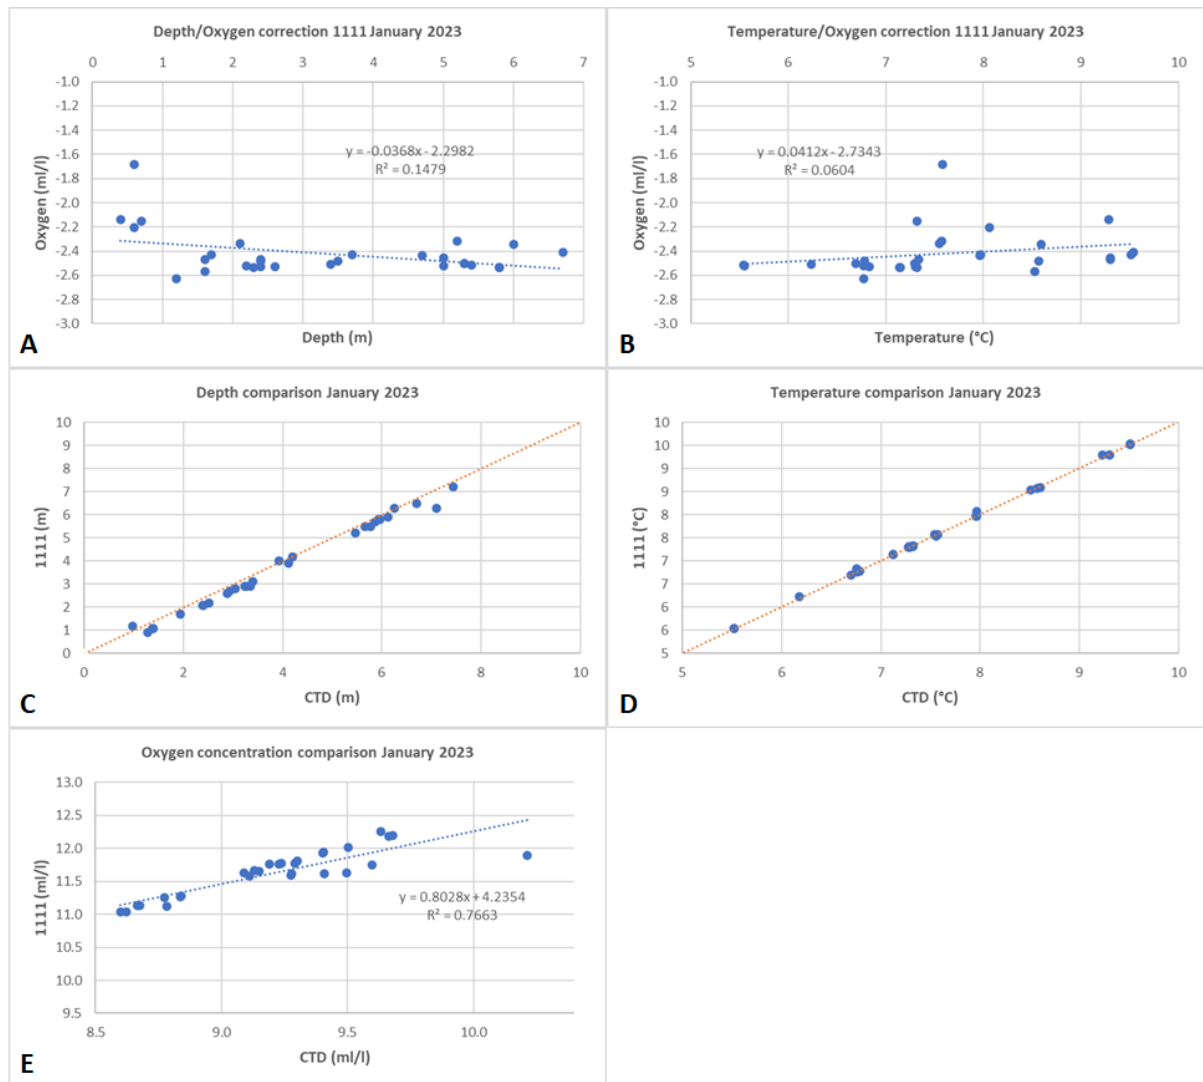 Depth/Oxygen correction 1111 January 2023
0 1 2 3 4 5 6 7
-1.0
-1.2
-1.4
-1.6
-1.8
-2.0
-2.2
-2.4
-2.6
-2.8
-3.0
Oxygen (ml/l)
y = -0.0368x - 2.2982
R² = 0.1479
Depth (m)
A
Temperature/Oxygen correction 1111 January 2023
5 6 7 8 9 10
-1.0
-1.2
-1.4
-1.6
-1.8
-2.0
-2.2
-2.4
-2.6
-2.8
-3.0
Oxygen (ml/l)
y = 0.0412x - 2.7343
R² = 0.0604
Temperature (°C)
B
Depth comparison January 2023
10
9
8
7
6
5
4
3
2
1
0
1111 (m)
0 2 4 6 8 10
CTD (m)
C
Temperature comparison January 2023
10
10
9
9
8
8
7
7
6
6
5
1111 (°C)
5 6 7 8 9 10
CTD (°C)
D
Oxygen concentration comparison January 2023
13.0
12.5
12.0
11.5
11.0
10.5
10.0
9.5
1111 (ml/l)
y = 0.8028x + 4.2354
R² = 0.7663
8.5 9.0 9.5 10.0
CTD (ml/l)
E